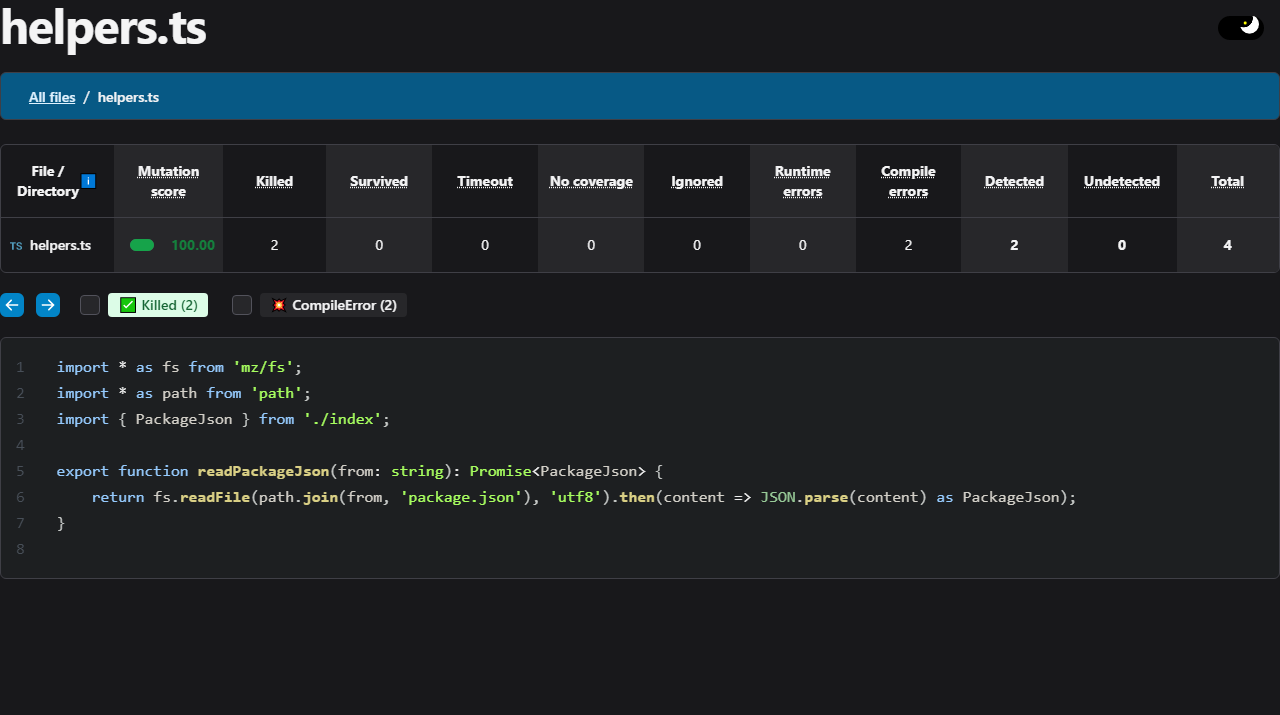 helpers.ts
All files / helpers.ts
File / Directory i Mutation score Killed Survived Timeout No coverage Ignored Runtime errors Compile errors Detected Undetected Total
TS helpers.ts 100.00 2 0 0 0 0 0 2 2 0 4
← → ✅ Killed (2) 💥 CompileError (2)
1 import * as fs from 'mz/fs';
2 import * as path from 'path';
3 import { PackageJson } from './index';
4
5 export function readPackageJson(from: string): Promise<PackageJson> {
6     return fs.readFile(path.join(from, 'package.json'), 'utf8').then(content => JSON.parse(content) as PackageJson);
7 }
8